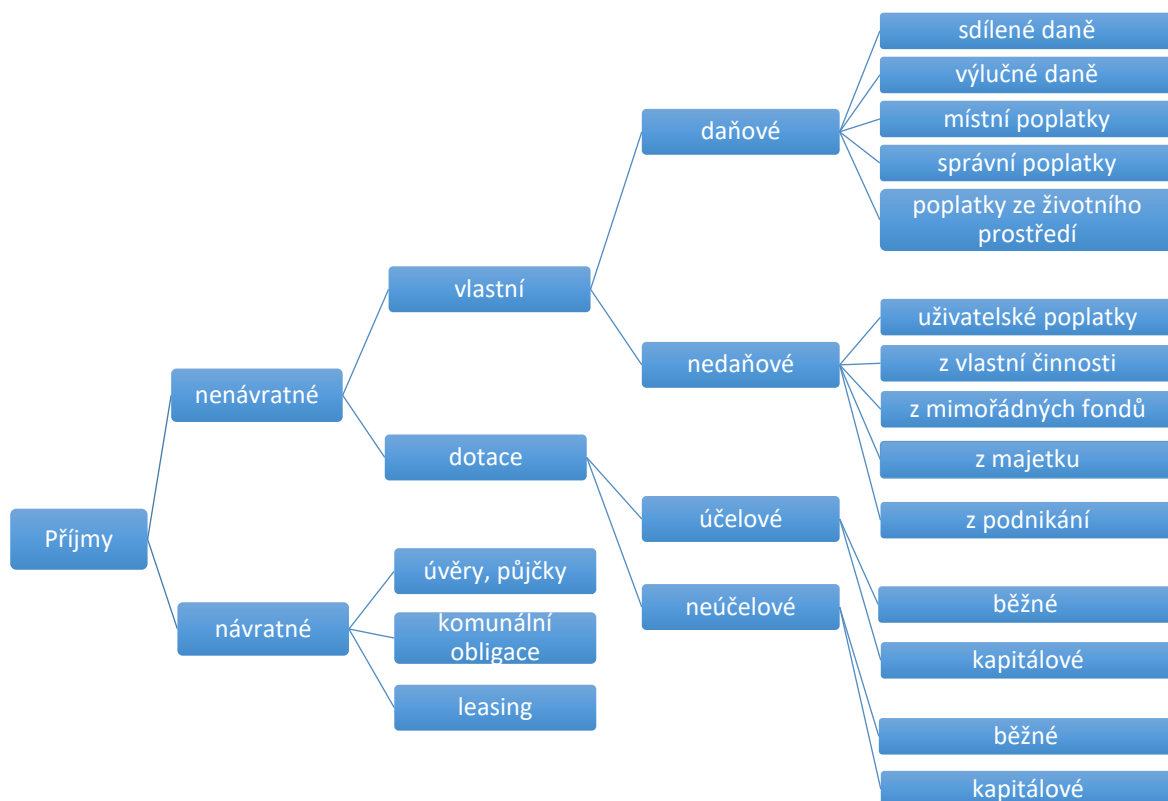 sdílené daně
výlučné daně
daňové
místní poplatky
správní poplatky
poplatky ze životního
prostředí
vlastní
uživatelské poplatky
nedaňové
z vlastní činnosti
nenávratné
z mimořádných fondů
dotace
z majetku
účelové
z podnikání
Příjmy
úvěry, půjčky
neúčelové
běžné
návratné
komunální
obligace
kapitálové
leasing
běžné
kapitálové